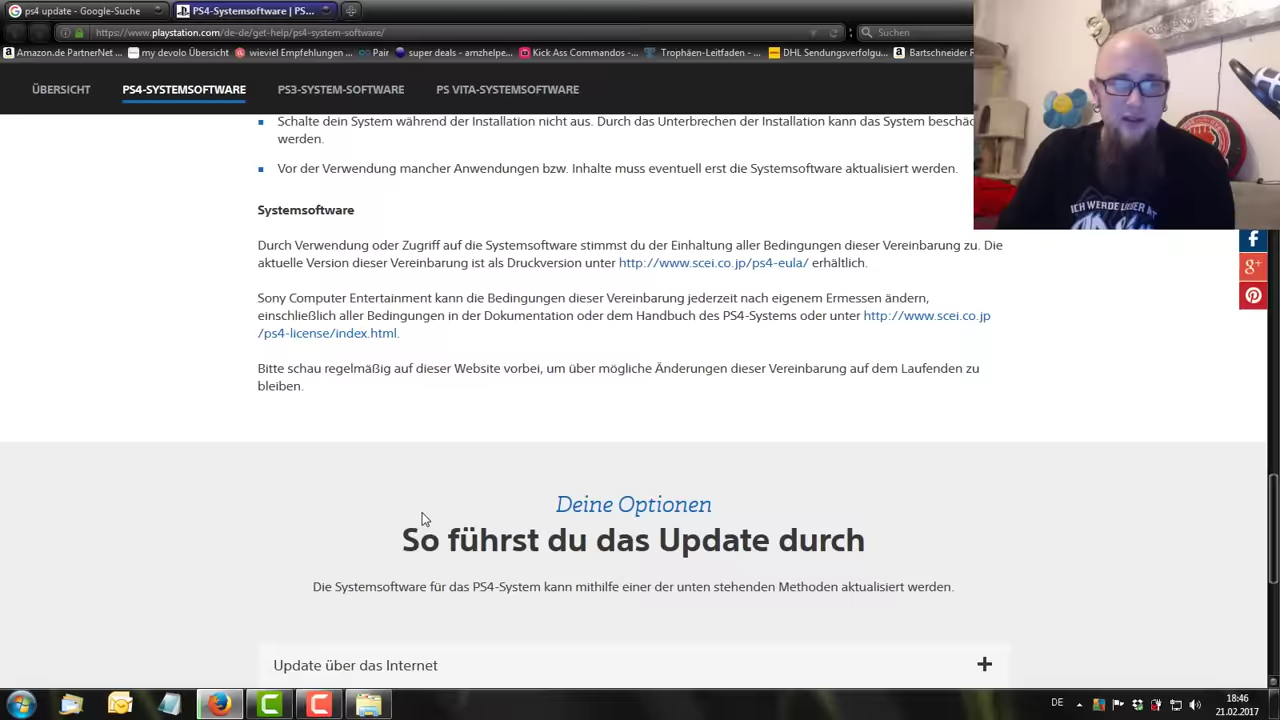 ps4 update - Google-Suche
PS4-Systemsoftware | PS...
https://www.playstation.com/de-de/get-help/ps4-system-software/
Suchen
Amazon.de PartnerNet ...
my devolo Übersicht
wieviel Empfehlungen ...
Pair
super deals - amzhelpe...
Kick Ass Commandos - ...
Trophäen-Leitfaden - ...
DHL Sendungsverfolgu...
Bartschneider R
ÜBERSICHT
PS4-SYSTEMSOFTWARE
PS3-SYSTEM-SOFTWARE
PS VITA-SYSTEMSOFTWARE
Schalte dein System während der Installation nicht aus. Durch das Unterbrechen der Installation kann das System beschäd
werden.
Vor der Verwendung mancher Anwendungen bzw. Inhalte muss eventuell erst die Systemsoftware aktualisiert werden.
Systemsoftware
Durch Verwendung oder Zugriff auf die Systemsoftware stimmst du der Einhaltung aller Bedingungen dieser Vereinbarung zu. Die
aktuelle Version dieser Vereinbarung ist als Druckversion unter http://www.scei.co.jp/ps4-eula/ erhältlich.
Sony Computer Entertainment kann die Bedingungen dieser Vereinbarung jederzeit nach eigenem Ermessen ändern,
einschließlich aller Bedingungen in der Dokumentation oder dem Handbuch des PS4-Systems oder unter http://www.scei.co.jp
/ps4-license/index.html.
Bitte schau regelmäßig auf dieser Website vorbei, um über mögliche Änderungen dieser Vereinbarung auf dem Laufenden zu
bleiben.
Deine Optionen
So führst du das Update durch
Die Systemsoftware für das PS4-System kann mithilfe einer der unten stehenden Methoden aktualisiert werden.
Update über das Internet
ICH WERDE LIEBER
DE
18:46
21.02.2017